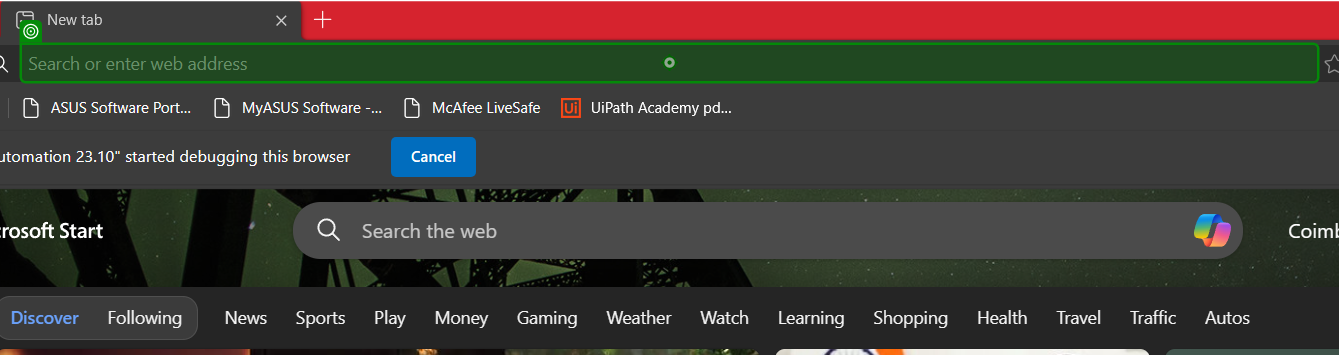 New tab
Search or enter web address
ASUS Software Port... MyASUS Software -... McAfee LiveSafe Ui UiPath Academy pd...
utomation 23.10" started debugging this browser Cancel
rosoft Start Search the web Coimb
Discover Following News Sports Play Money Gaming Weather Watch Learning Shopping Health Travel Traffic Autos